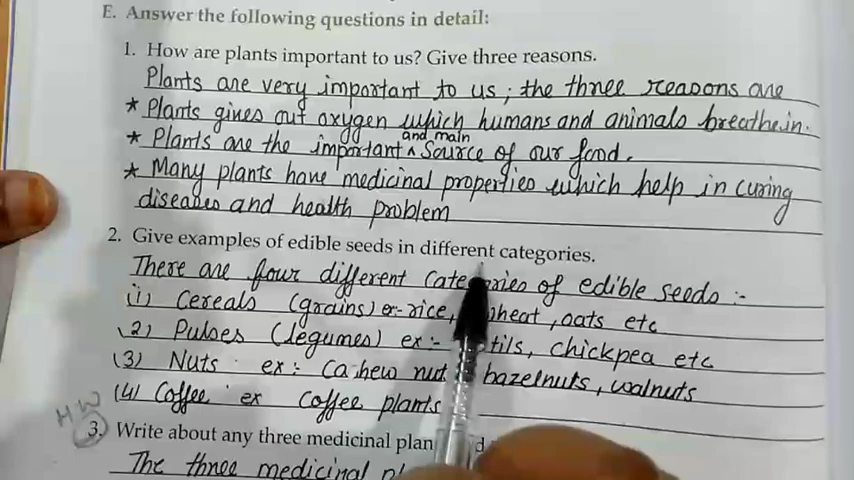 E. Answer the following questions in detail:
1. How are plants important to us? Give three reasons.
Plants are very important to us; the three reasons are
* Plants gives out oxygen which humans and animals breathe in.
* Plants are the important ^ and main Source of our food.
* Many plants have medicinal properties which help in curing
diseases and health problem
2. Give examples of edible seeds in different categories.
There are four different categories of edible seeds :-
(i) Cereals (grains) ex-rice, wheat, oats etc
(2) Pulses (legumes) ex:- tils, chickpea etc
(3) Nuts ex: Cashew nut hazelnuts, walnuts
(4) Coffee ex Coffee plants
HW
3. Write about any three medicinal plan
The three medicinal